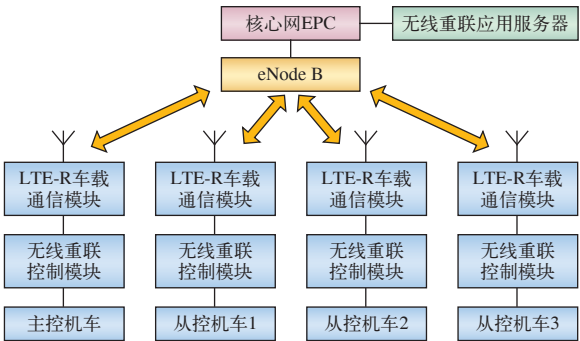 核心网EPC
无线重联应用服务器
eNode B
LTE-R车载
通信模块
LTE-R车载
通信模块
LTE-R车载
通信模块
LTE-R车载
通信模块
无线重联
控制模块
无线重联
控制模块
无线重联
控制模块
无线重联
控制模块
主控机车
从控机车1
从控机车2
从控机车3